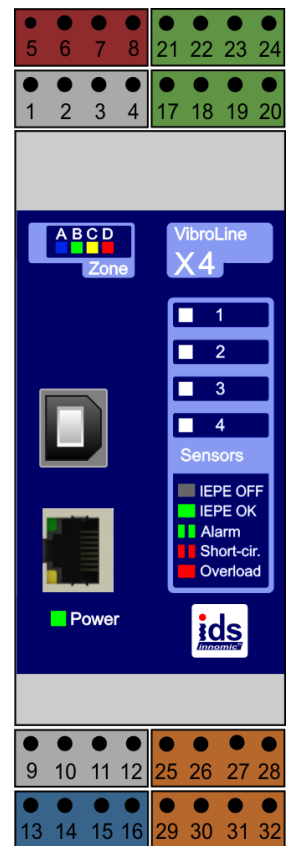 5 6 7 8 21 22 23 24
1 2 3 4 17 18 19 20
A B C D
Zone
VibroLine
X4
1
2
3
4
Sensors
IEPE OFF
IEPE OK
Alarm
Short-cir.
Overload
Power
ids
innomic
9 10 11 12 25 26 27 28
13 14 15 16 29 30 31 32